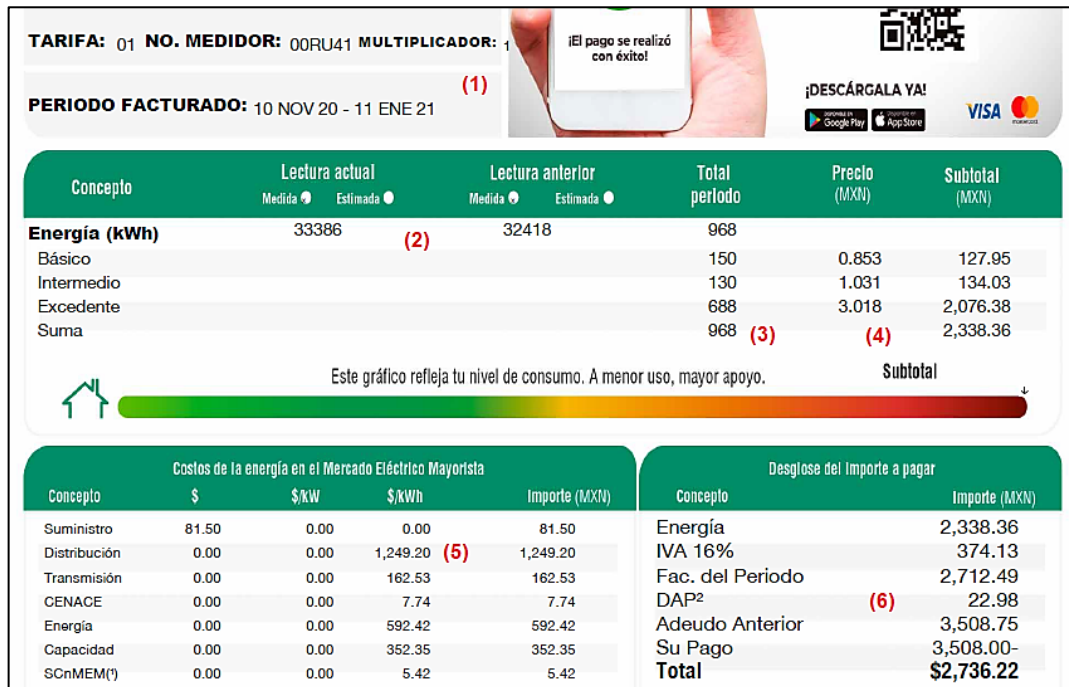 TARIFA: 01 NO. MEDIDOR: 00RU41 MULTIPLICADOR: 1
¡El pago se realizó
con éxito!
(1)
PERIODO FACTURADO: 10 NOV 20 - 11 ENE 21
¡DESCÁRGALA YA!
Google Play
App Store
VISA
Concepto Lectura actual Lectura anterior Total periodo Precio (MXN) Subtotal (MXN)
Medida Estimada Medida Estimada
Energía (kWh) 33386 (2) 32418 968
Básico 150 0.853 127.95
Intermedio 130 1.031 134.03
Excedente 688 3.018 2,076.38
Suma 968 (3) (4) 2,338.36
Este gráfico refleja tu nivel de consumo. A menor uso, mayor apoyo.
Subtotal
Costos de la energía en el Mercado Eléctrico Mayorista
Concepto $ $/kW $/kWh Importe (MXN)
Suministro 81.50 0.00 0.00 81.50
Distribución 0.00 0.00 1,249.20 (5) 1,249.20
Transmisión 0.00 0.00 162.53 162.53
CENACE 0.00 0.00 7.74 7.74
Energía 0.00 0.00 592.42 592.42
Capacidad 0.00 0.00 352.35 352.35
SCnMEM(¹) 0.00 0.00 5.42 5.42
Desglose del importe a pagar
Concepto Importe (MXN)
Energía 2,338.36
IVA 16% 374.13
Fac. del Periodo 2,712.49
DAP² (6) 22.98
Adeudo Anterior 3,508.75
Su Pago 3,508.00-
Total $2,736.22